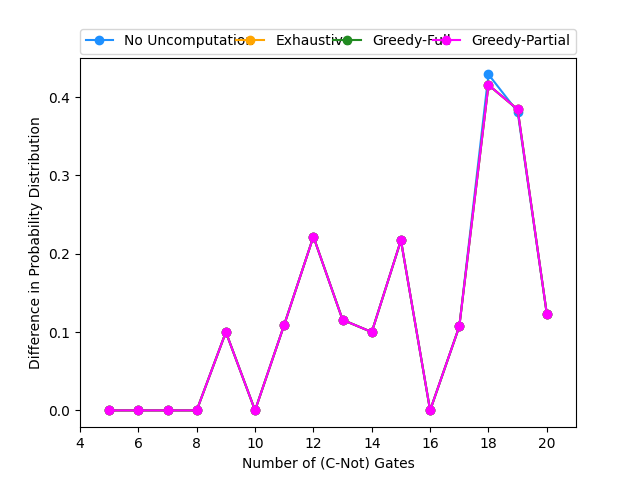 No Uncomputation Exhaustive Greedy-Full Greedy-Partial
Difference in Probability Distribution
0.4
0.3
0.2
0.1
0.0
4 6 8 10 12 14 16 18 20
Number of (C-Not) Gates